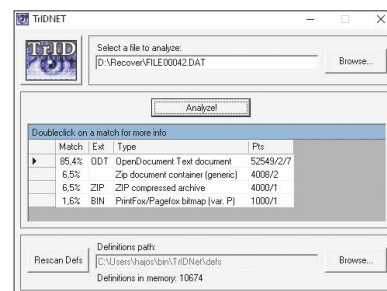 TrIDNET
TrID
Select a file to analyze:
D:\Recover\FILE00042.DAT
Browse...
Analyze!
Doubleclick on a match for more info
Match Ext Type Pts
85,4% ODT OpenDocument Text document 52549/2/7
6,5% Zip document container (generic) 4008/2
6,5% ZIP ZIP compressed archive 4000/1
1,6% BIN PrintFox/Pagefox bitmap (var. P) 1000/1
Rescan Defs
Definitions path:
C:\Users\hajos\bin\TrIDNet\defs
Browse...
Definitions in memory: 10674